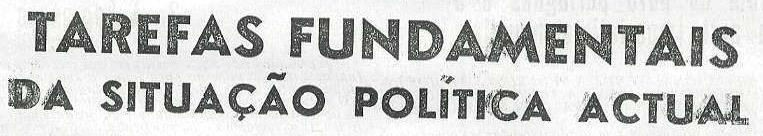 TAREFAS FUNDAMENTAIS
DA SITUAÇÃO POLÍTICA ACTUAL